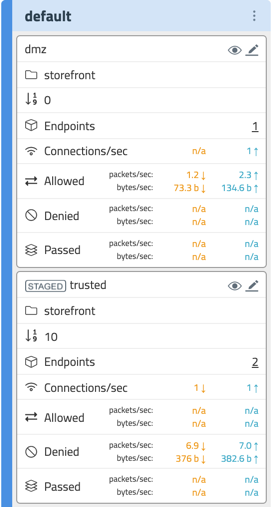 default
dmz
storefront
0
Endpoints 1
Connections/sec n/a 1 ↑
Allowed packets/sec: 1.2 ↓ 2.3 ↑
bytes/sec: 73.3 b ↓ 134.6 b ↑
Denied packets/sec: n/a n/a
bytes/sec: n/a n/a
Passed packets/sec: n/a n/a
bytes/sec: n/a n/a
STAGED trusted
storefront
10
Endpoints 2
Connections/sec 1 ↓ 1 ↑
Allowed packets/sec: n/a n/a
bytes/sec: n/a n/a
Denied packets/sec: 6.9 ↓ 7.0 ↑
bytes/sec: 376 b ↓ 382.6 b ↑
Passed packets/sec: n/a n/a
bytes/sec: n/a n/a